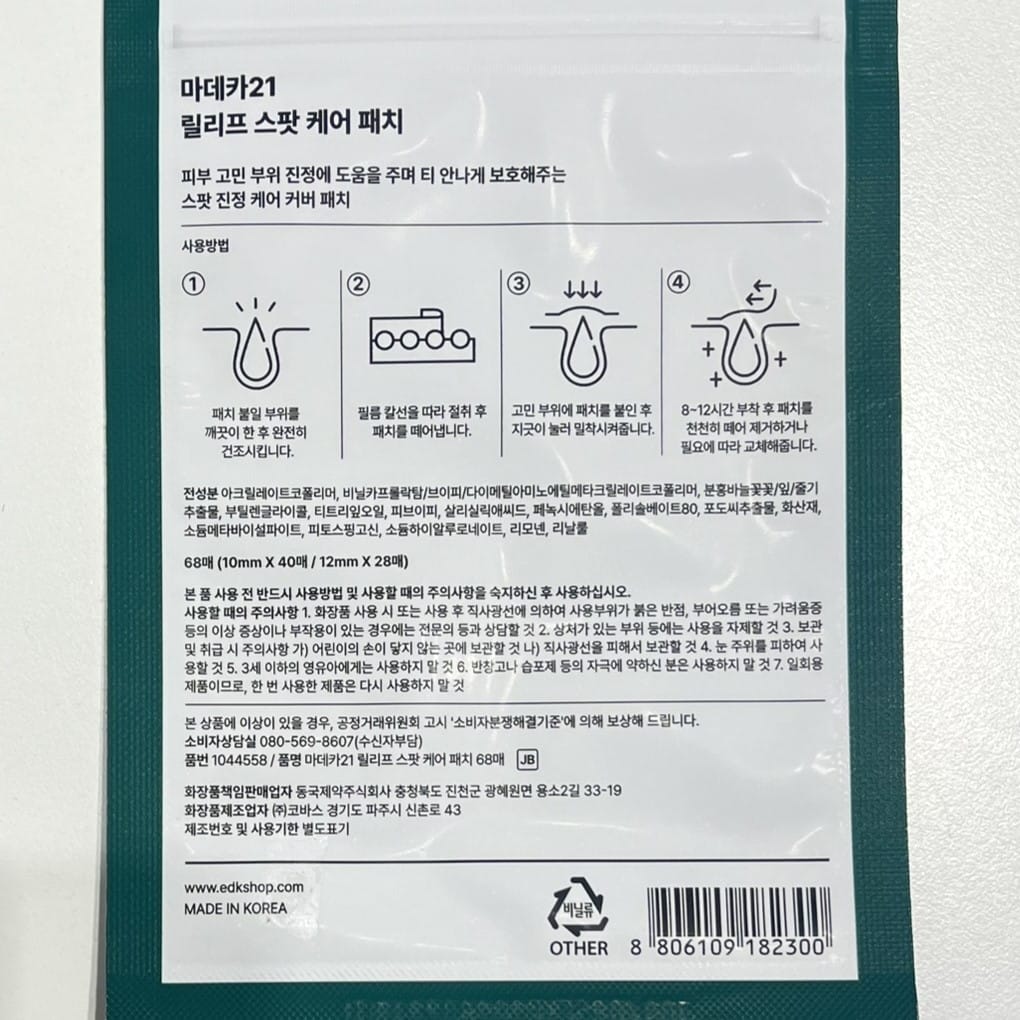 마데카21
릴리프 스팟 케어 패치
피부 고민 부위 진정에 도움을 주며 티 안나게 보호해주는
스팟 진정 케어 커버 패치
사용방법
1
패치 붙일 부위를
깨끗이 한 후 완전히
건조시킵니다.
2
필름 칼선을 따라 절취 후
패치를 떼어냅니다.
3
고민 부위에 패치를 붙인 후
지긋이 눌러 밀착시켜줍니다.
4
8~12시간 부착 후 패치를
천천히 떼어 제거하거나
필요에 따라 교체해줍니다.
전성분 아크릴레이트코폴리머, 비닐카프롤락탐/브이피/다이메틸아미노에틸메타크릴레이트코폴리머, 분홍바늘꽃꽃/잎/줄기
추출물, 부틸렌글라이콜, 티트리잎오일, 피브이피, 살리실릭애씨드, 페녹시에탄올, 폴리솔베이트80, 포도씨추출물, 화산재,
소듐메타바이설파이트, 피토스핑고신, 소듐하이알루로네이트, 리모넨, 리날룰
68매 (10mm X 40매 / 12mm X 28매)
본 품 사용 전 반드시 사용방법 및 사용할 때의 주의사항을 숙지하신 후 사용하십시오.
사용할 때의 주의사항 1. 화장품 사용 시 또는 사용 후 직사광선에 의하여 사용부위가 붉은 반점, 부어오름 또는 가려움증
등의 이상 증상이나 부작용이 있는 경우에는 전문의 등과 상담할 것 2. 상처가 있는 부위 등에는 사용을 자제할 것 3. 보관
및 취급 시 주의사항 가) 어린이의 손이 닿지 않는 곳에 보관할 것 나) 직사광선을 피해서 보관할 것 4. 눈 주위를 피하여 사
용할 것 5. 3세 이하의 영유아에게는 사용하지 말 것 6. 반창고나 습포제 등의 자극에 약하신 분은 사용하지 말 것 7. 일회용
제품이므로, 한 번 사용한 제품은 다시 사용하지 말 것
본 상품에 이상이 있을 경우, 공정거래위원회 고시 '소비자분쟁해결기준'에 의해 보상해 드립니다.
소비자상담실 080-569-8607(수신자부담)
품번 1044558 / 품명 마데카21 릴리프 스팟 케어 패치 68매 JB
화장품책임판매업자 동국제약주식회사 충청북도 진천군 광혜원면 용소2길 33-19
화장품제조업자 ㈜코바스 경기도 파주시 신촌로 43
제조번호 및 사용기한 별도표기
www.edkshop.com
MADE IN KOREA
비닐류
OTHER
8 806109 182300